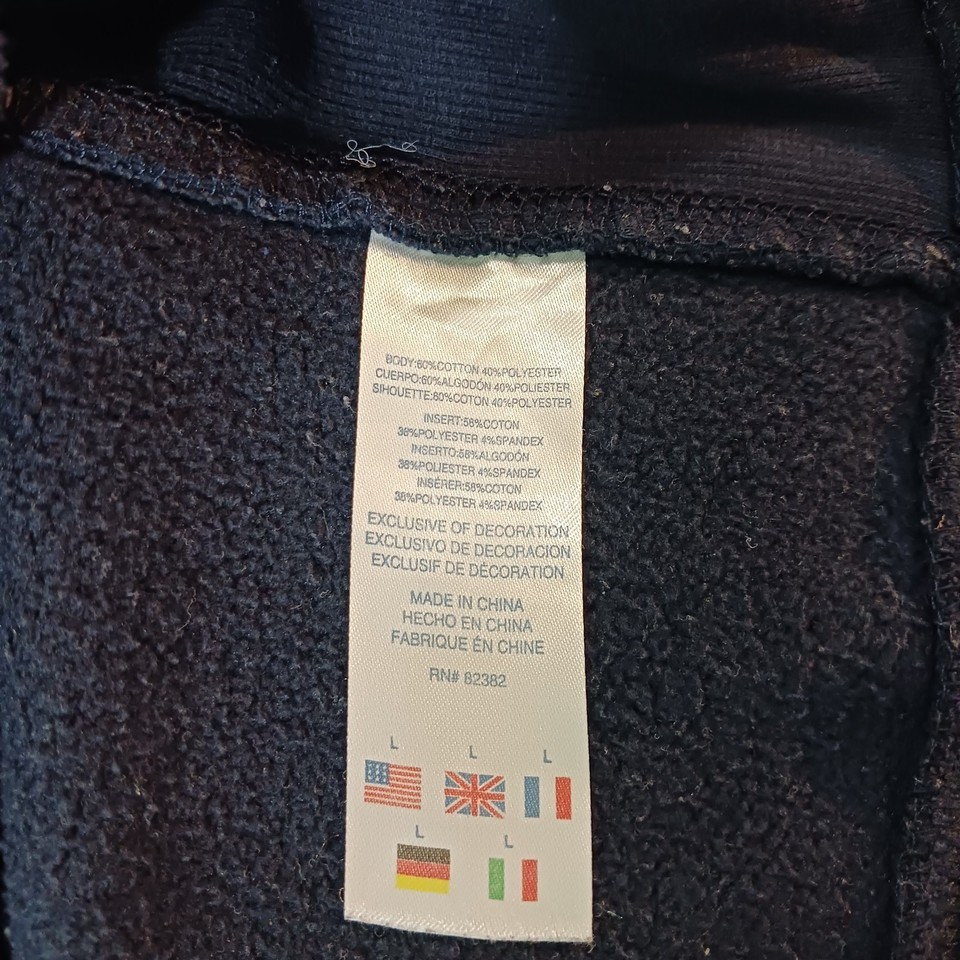 BODY:60%COTTON 40%POLYESTER
CUERPO:60%ALGODÓN 40%POLIESTER
SIHOUETTE:60%COTON 40%POLYESTER
INSERT:58%COTON
38%POLYESTER 4%SPANDEX
INSERTO:58%ALGODÓN
38%POLIESTER 4%SPANDEX
INSÉRER:58%COTON
38%POLYESTER 4%SPANDEX
EXCLUSIVE OF DECORATION
EXCLUSIVO DE DECORACION
EXCLUSIF DE DÉCORATION
MADE IN CHINA
HECHO EN CHINA
FABRIQUE ÉN CHINE
RN# 82382
L L L
L L